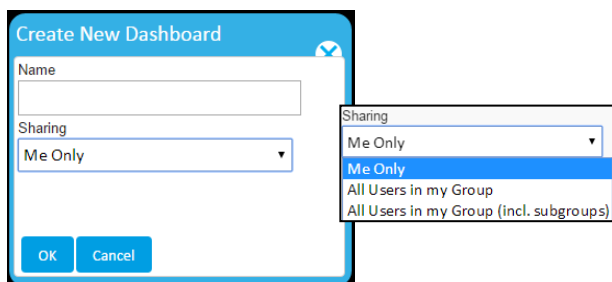 Create New Dashboard
Name
Sharing
Me Only
OK Cancel
Sharing
Me Only
Me Only
All Users in my Group
All Users in my Group (incl. subgroups)